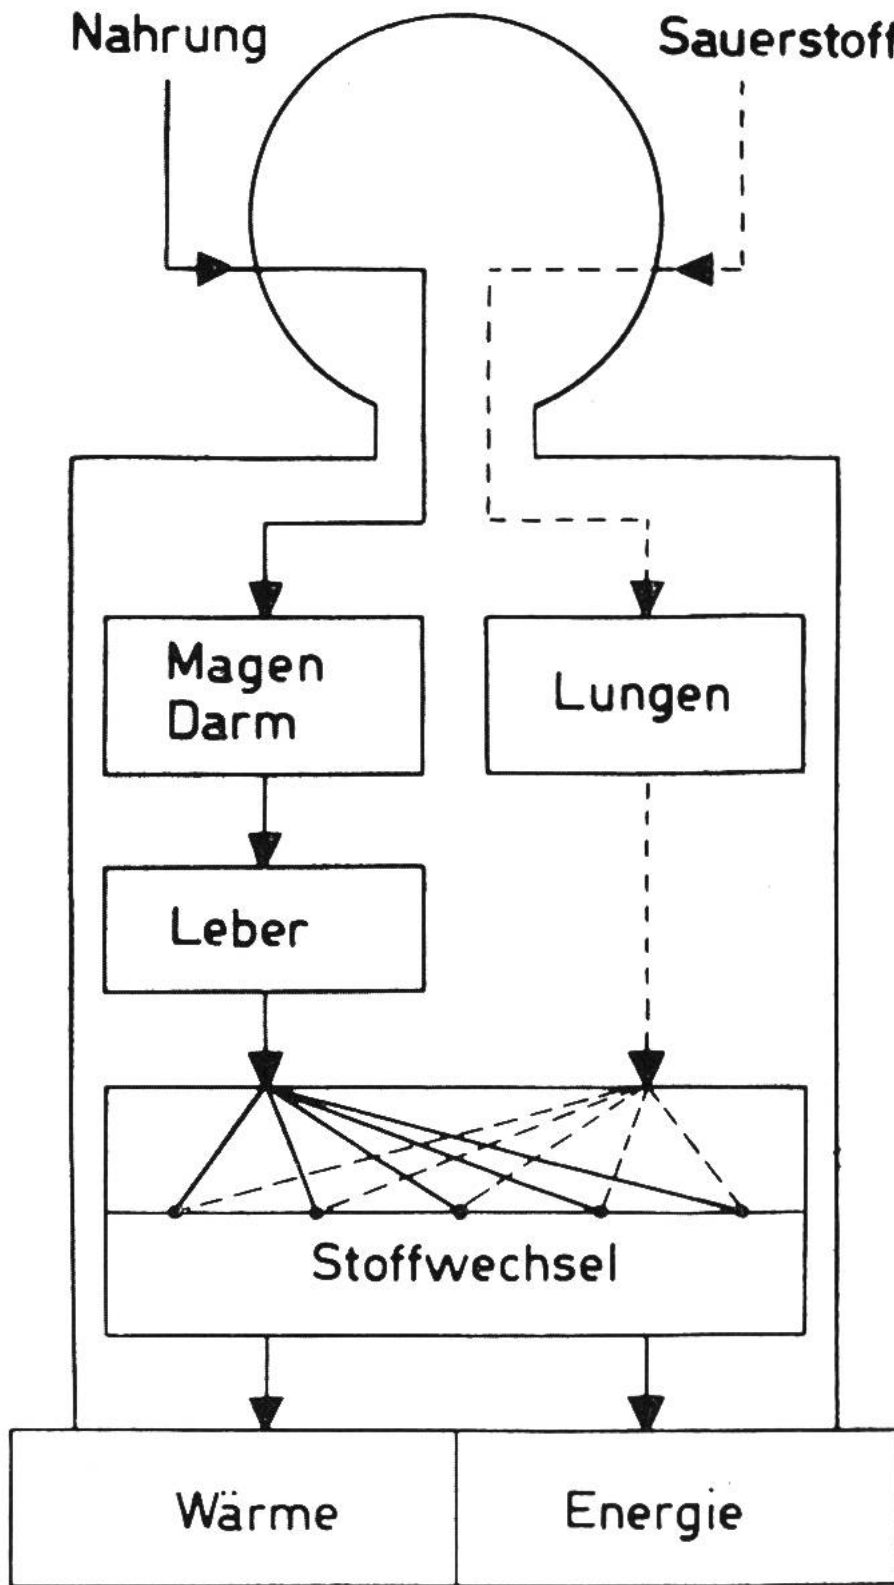 Nahrung
Sauerstoff
Magen
Darm
Lungen
Leber
Stoffwechsel
Wärme
Energie